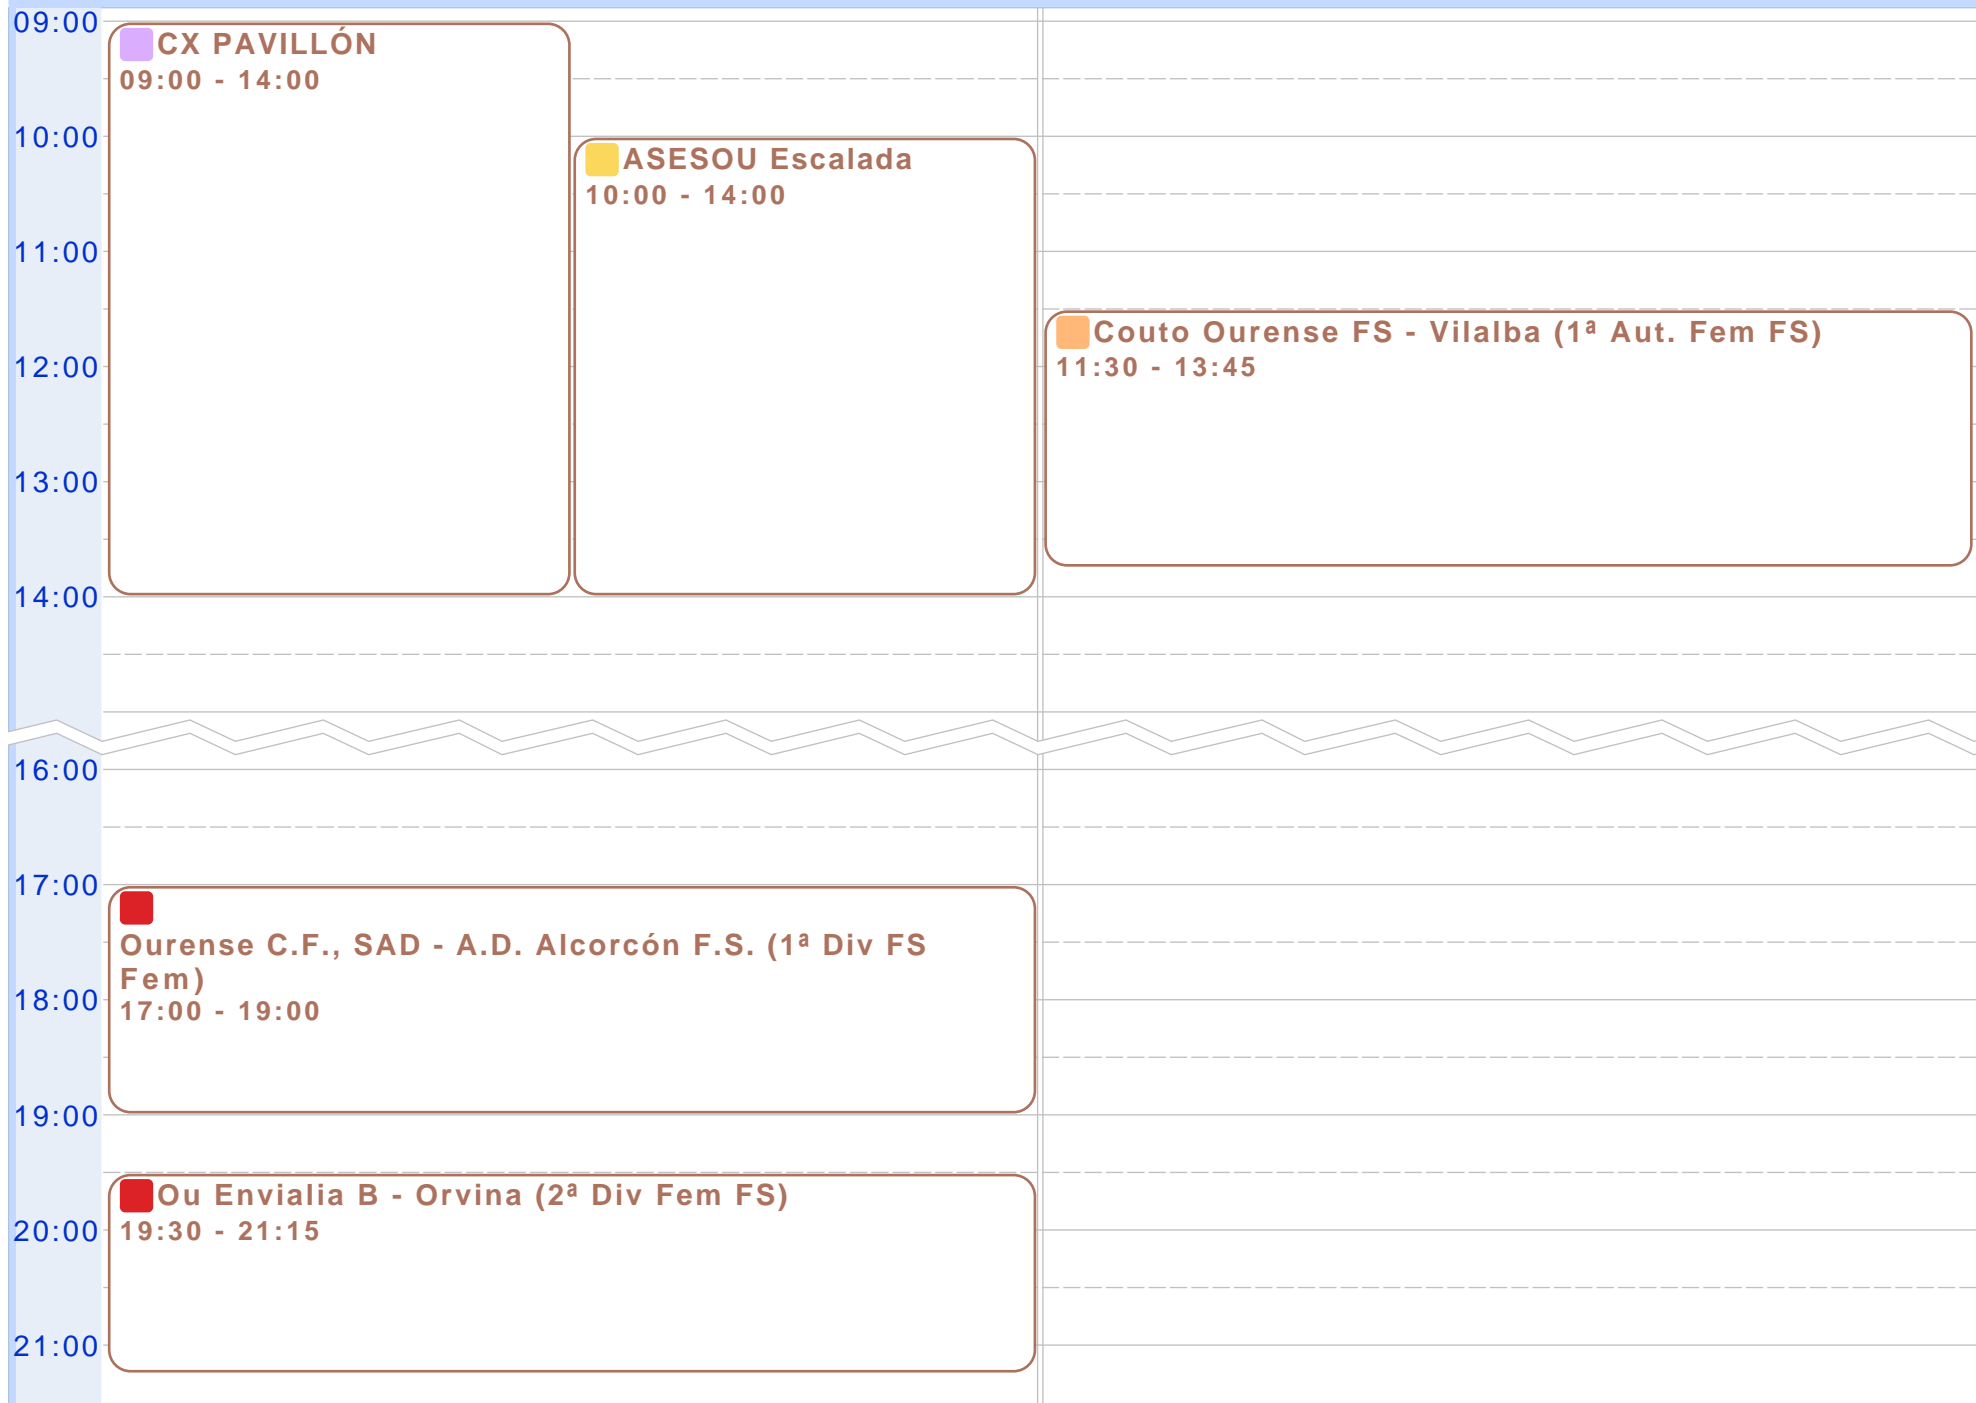 09:00
CX PAVILLÓN
09:00 - 14:00
10:00
ASESOU Escalada
10:00 - 14:00
11:00
Couto Ourense FS - Vilalba (1ª Aut. Fem FS)
11:30 - 13:45
12:00
13:00
14:00
16:00
17:00
Ourense C.F., SAD - A.D. Alcorcón F.S. (1ª Div FS
Fem)
17:00 - 19:00
18:00
19:00
Ou Envialia B - Orvina (2ª Div Fem FS)
19:30 - 21:15
20:00
21:00